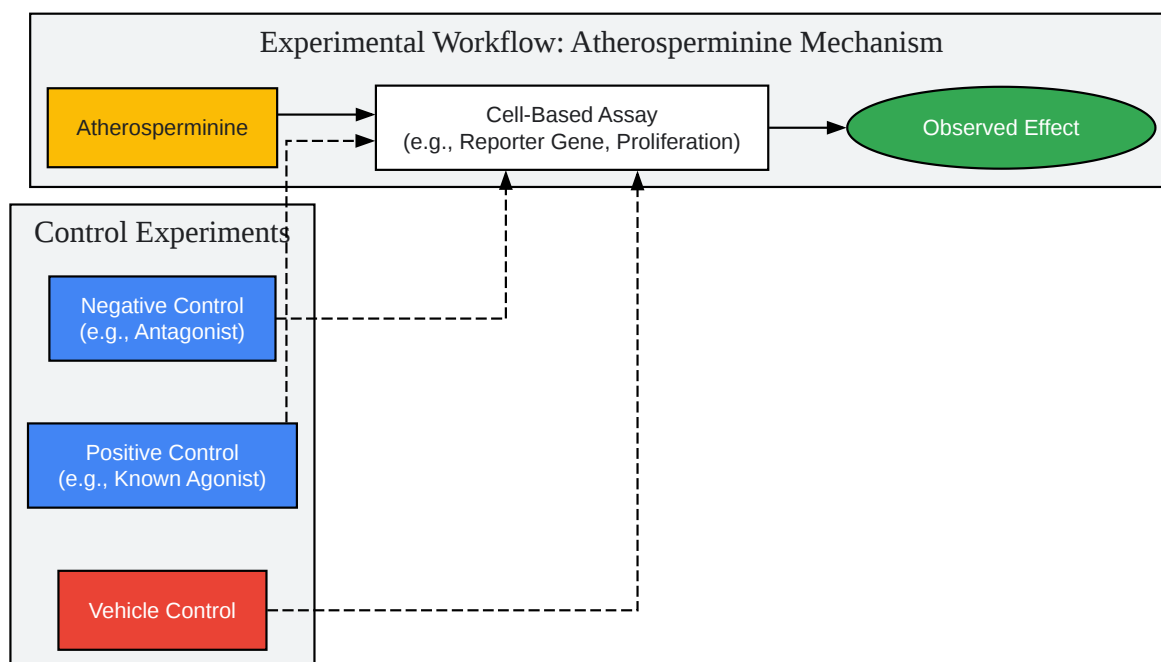 Experimental Workflow: Atherosperminine Mechanism
Atherosperminine
Cell-Based Assay
(e.g., Reporter Gene, Proliferation)
Observed Effect
Control Experiments
Negative Control
(e.g., Antagonist)
Positive Control
(e.g., Known Agonist)
Vehicle Control